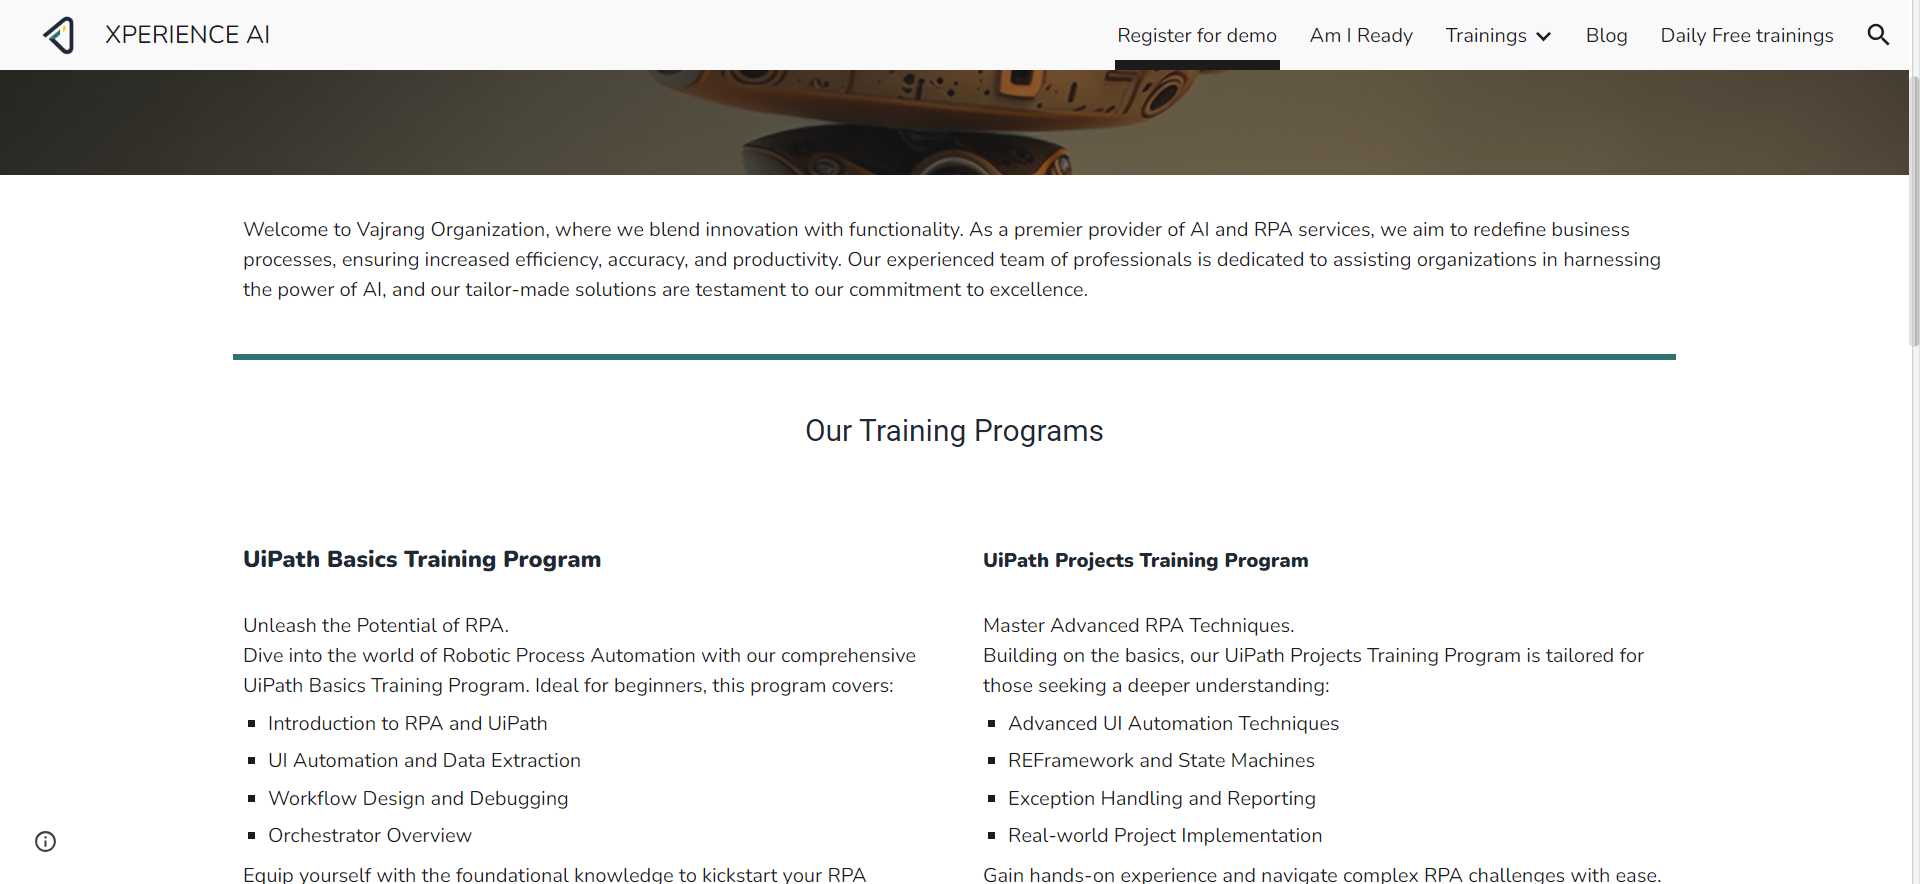 XPERIENCE AI
Register for demo
Am I Ready
Trainings
Blog
Daily Free trainings
Welcome to Vajrang Organization, where we blend innovation with functionality. As a premier provider of AI and RPA services, we aim to redefine business
processes, ensuring increased efficiency, accuracy, and productivity. Our experienced team of professionals is dedicated to assisting organizations in harnessing
the power of AI, and our tailor-made solutions are testament to our commitment to excellence.
Our Training Programs
UiPath Basics Training Program
Unleash the Potential of RPA.
Dive into the world of Robotic Process Automation with our comprehensive
UiPath Basics Training Program. Ideal for beginners, this program covers:
Introduction to RPA and UiPath
UI Automation and Data Extraction
Workflow Design and Debugging
Orchestrator Overview
Equip yourself with the foundational knowledge to kickstart your RPA
UiPath Projects Training Program
Master Advanced RPA Techniques.
Building on the basics, our UiPath Projects Training Program is tailored for
those seeking a deeper understanding:
Advanced UI Automation Techniques
REFramework and State Machines
Exception Handling and Reporting
Real-world Project Implementation
Gain hands-on experience and navigate complex RPA challenges with ease.